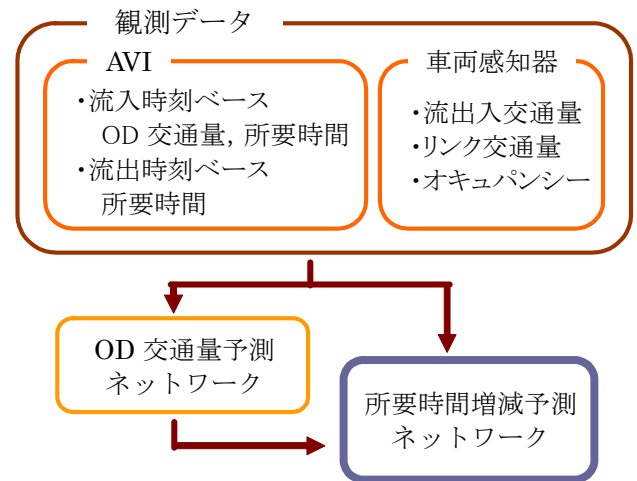 観測データ
AVI
・流入時刻ベース
OD 交通量, 所要時間
・流出時刻ベース
所要時間
車両感知器
・流出入交通量
・リンク交通量
・オキュパンシー
OD 交通量予測
ネットワーク
所要時間増減予測
ネットワーク